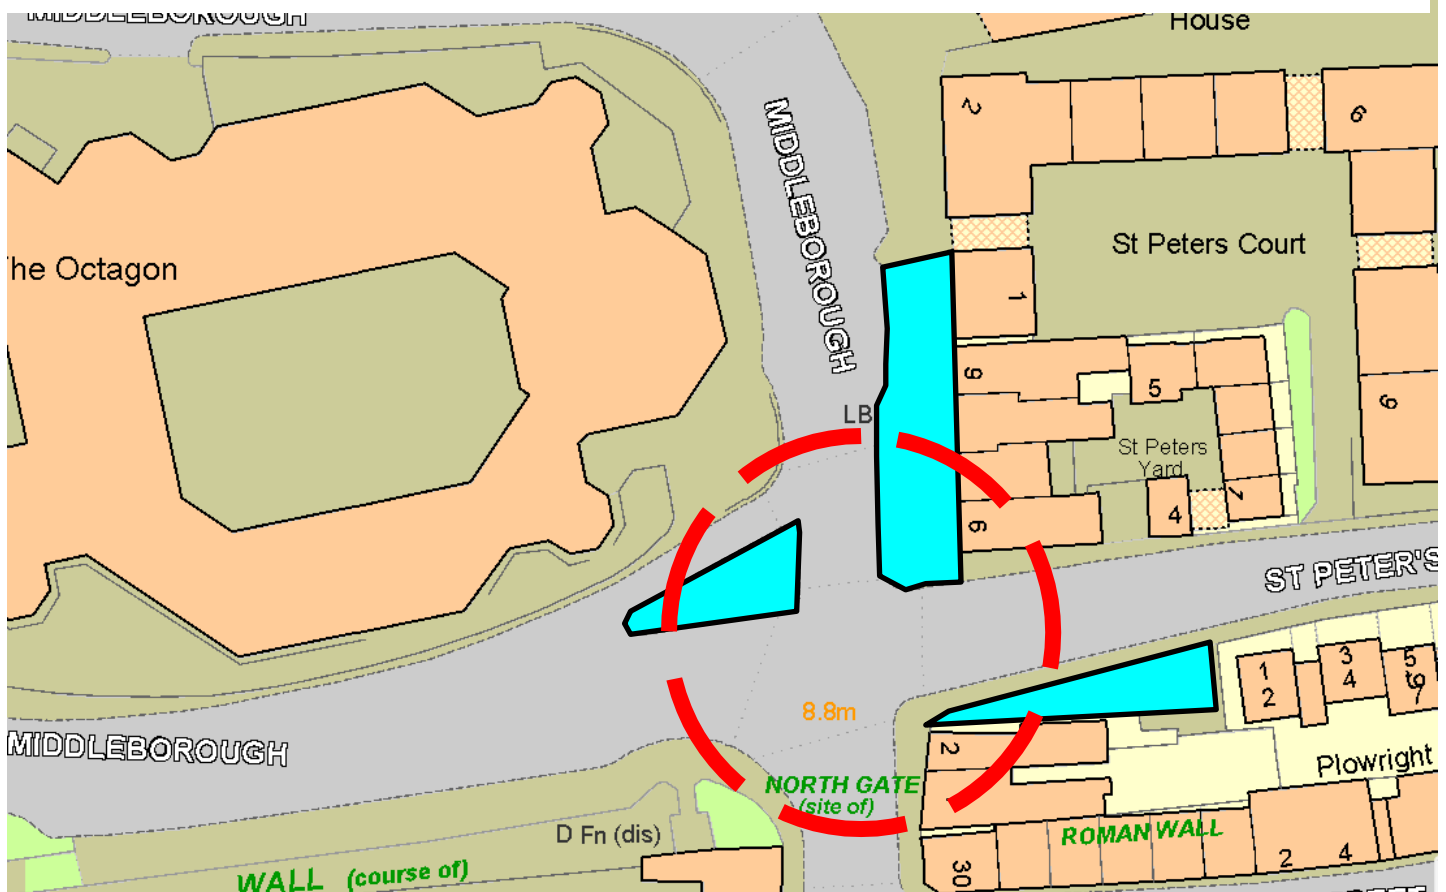 MIDDLEBOROUGH
House
2
6
MIDDLEBOROUGH
St Peters Court
The Octagon
1
9
5
LB
St Peters
Yard
7
4
6
9
ST PETER'S
1
2
3
4
5
7
8.8m
MIDDLEBOROUGH
2
Plowright
NORTH GATE
(site of)
D Fn (dis)
ROMAN WALL
WALL (course of)
30
2
4